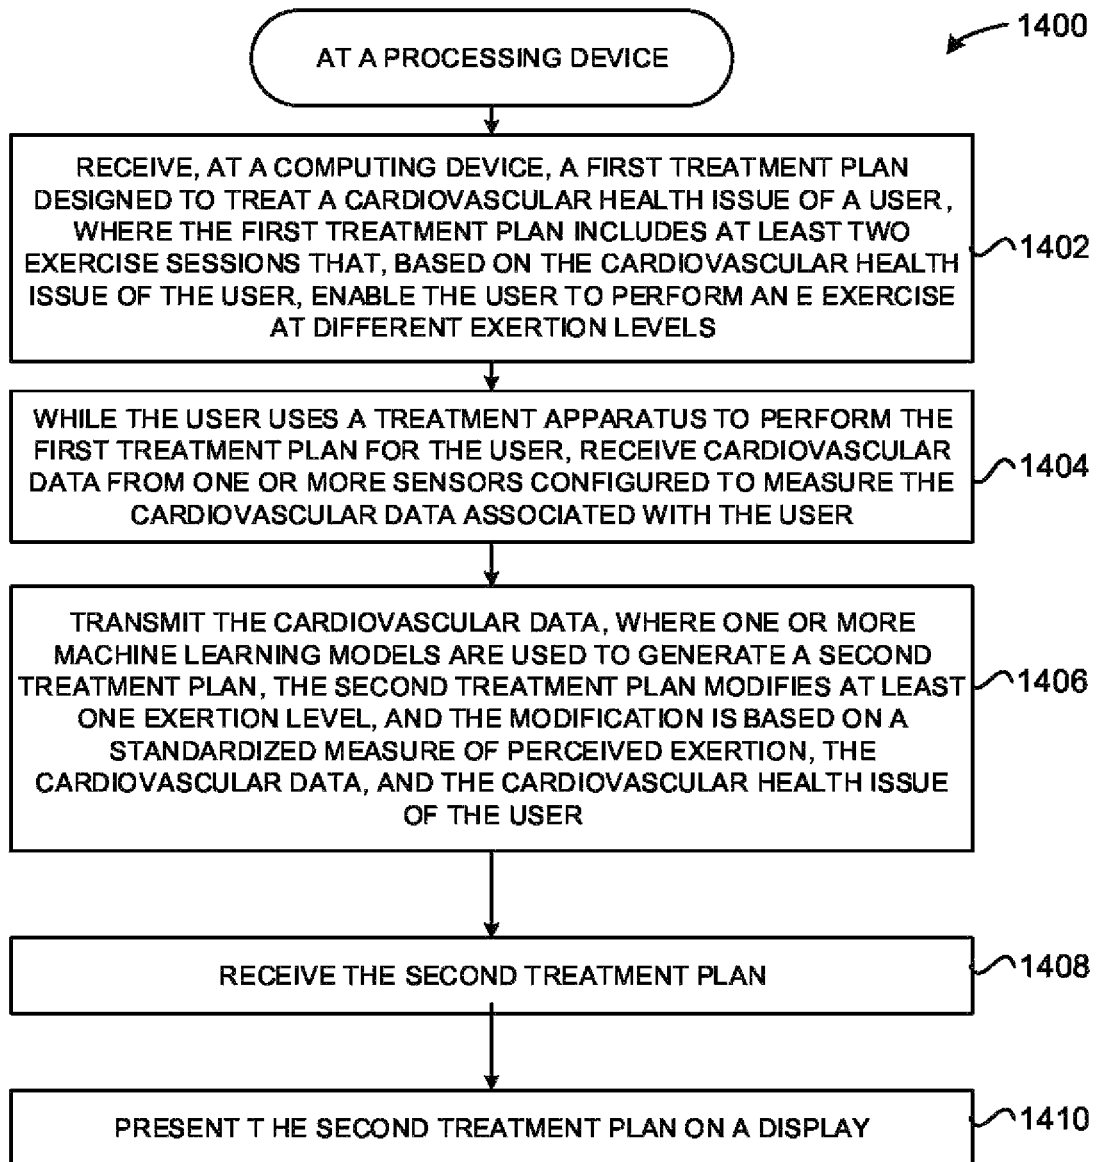 1400
AT A PROCESSING DEVICE
RECEIVE, AT A COMPUTING DEVICE, A FIRST TREATMENT PLAN
DESIGNED TO TREAT A CARDIOVASCULAR HEALTH ISSUE OF A USER,
WHERE THE FIRST TREATMENT PLAN INCLUDES AT LEAST TWO
EXERCISE SESSIONS THAT, BASED ON THE CARDIOVASCULAR HEALTH
ISSUE OF THE USER, ENABLE THE USER TO PERFORM AN E EXERCISE
AT DIFFERENT EXERTION LEVELS
1402
WHILE THE USER USES A TREATMENT APPARATUS TO PERFORM THE
FIRST TREATMENT PLAN FOR THE USER, RECEIVE CARDIOVASCULAR
DATA FROM ONE OR MORE SENSORS CONFIGURED TO MEASURE THE
CARDIOVASCULAR DATA ASSOCIATED WITH THE USER
1404
TRANSMIT THE CARDIOVASCULAR DATA, WHERE ONE OR MORE
MACHINE LEARNING MODELS ARE USED TO GENERATE A SECOND
TREATMENT PLAN, THE SECOND TREATMENT PLAN MODIFIES AT LEAST
ONE EXERTION LEVEL, AND THE MODIFICATION IS BASED ON A
STANDARDIZED MEASURE OF PERCEIVED EXERTION, THE
CARDIOVASCULAR DATA, AND THE CARDIOVASCULAR HEALTH ISSUE
OF THE USER
1406
RECEIVE THE SECOND TREATMENT PLAN
1408
PRESENT T HE SECOND TREATMENT PLAN ON A DISPLAY
1410